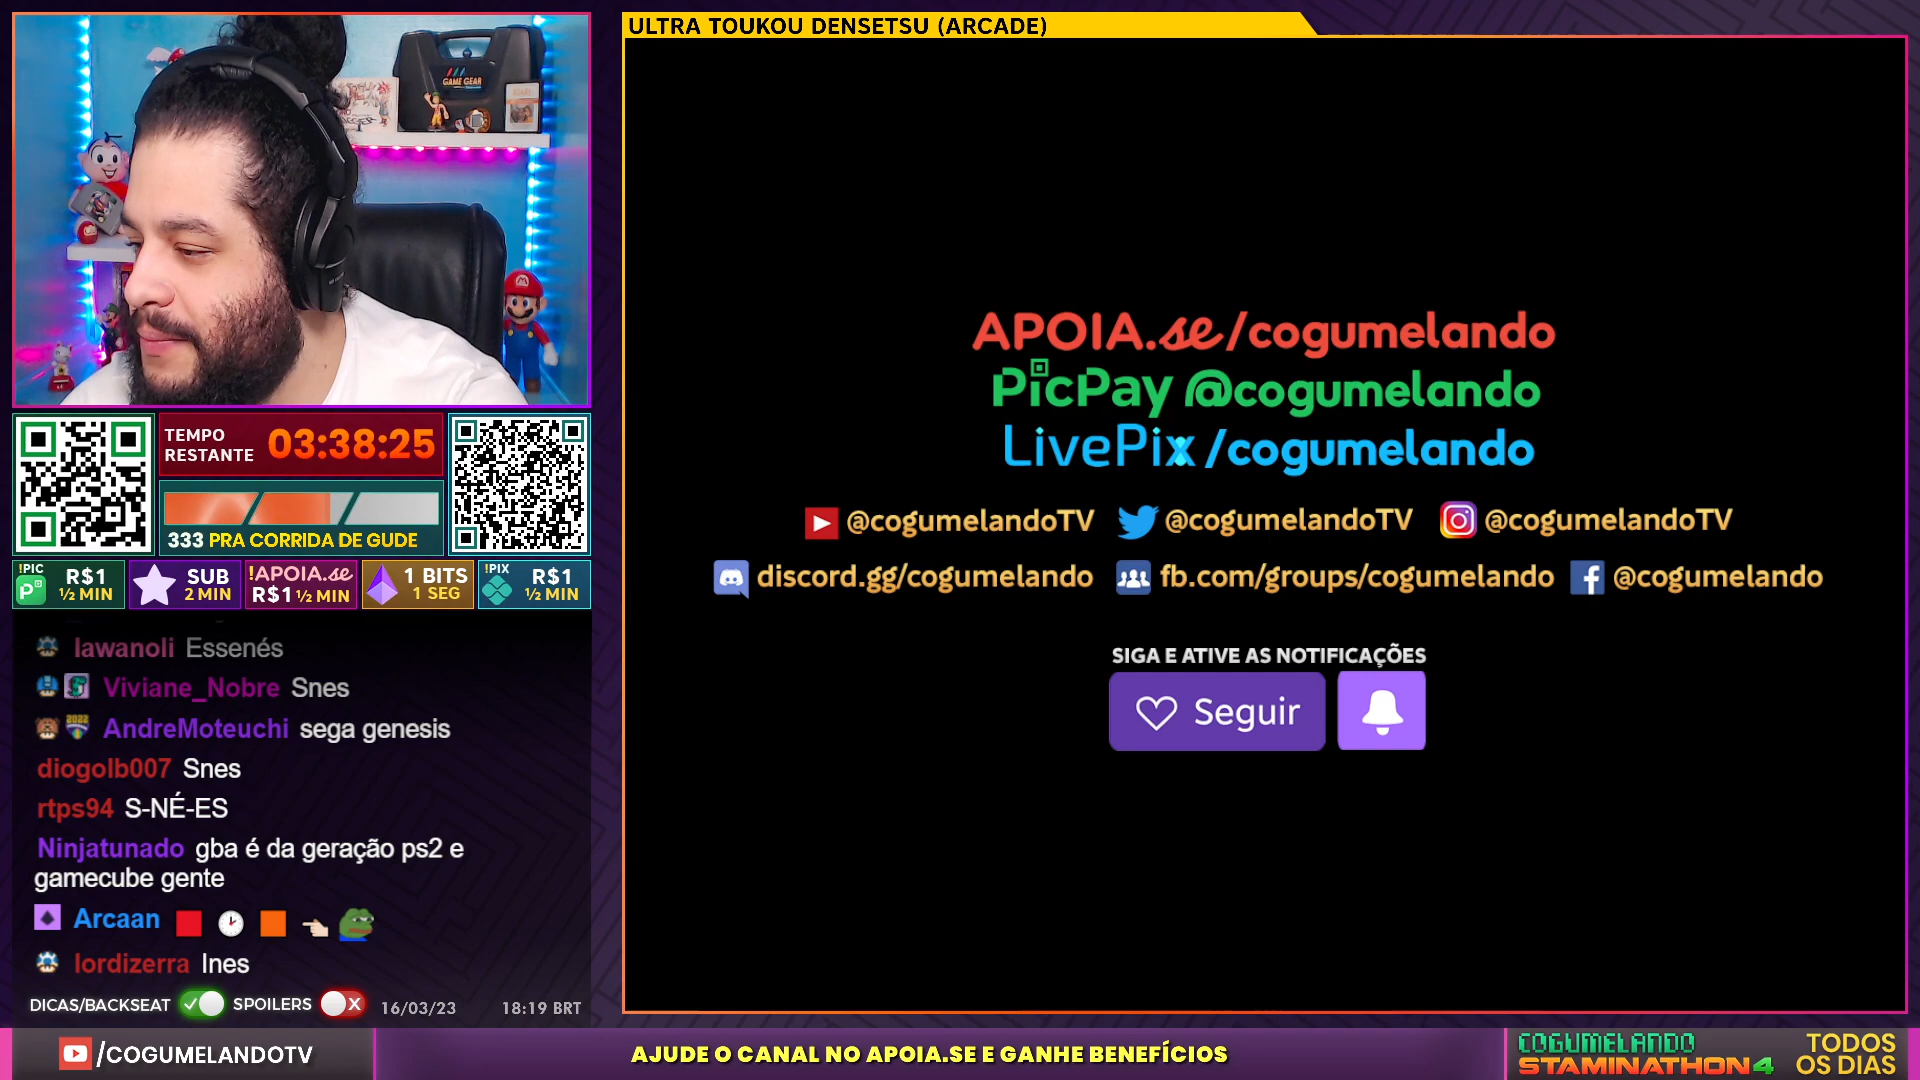 ULTRA TOUKOU DENSETSU (ARCADE)
GAME GEAR
TEMPO RESTANTE 03:38:25
333 PRA CORRIDA DE GUDE
!PIC R$1 ½ MIN
SUB 2 MIN
!APOIA.se R$1 ½ MIN
1 BITS 1 SEG
!PIX R$1 ½ MIN
lawanoli Essenés
Viviane_Nobre Snes
2022 AndreMoteuchi sega genesis
diogolb007 Snes
rtps94 S-NÉ-ES
Ninjatunado gba é da geração ps2 e
gamecube gente
Arcaan
lordizerra Ines
DICAS/BACKSEAT SPOILERS X 16/03/23 18:19 BRT
APOIA.se/cogumelando
PicPay @cogumelando
LivePix /cogumelando
@cogumelandoTV @cogumelandoTV @cogumelandoTV
discord.gg/cogumelando fb.com/groups/cogumelando @cogumelando
SIGA E ATIVE AS NOTIFICAÇÕES
Seguir
/COGUMELANDOTV
AJUDE O CANAL NO APOIA.SE E GANHE BENEFÍCIOS
COGUMELANDO
STAMINATHON 4
TODOS
OS DIAS